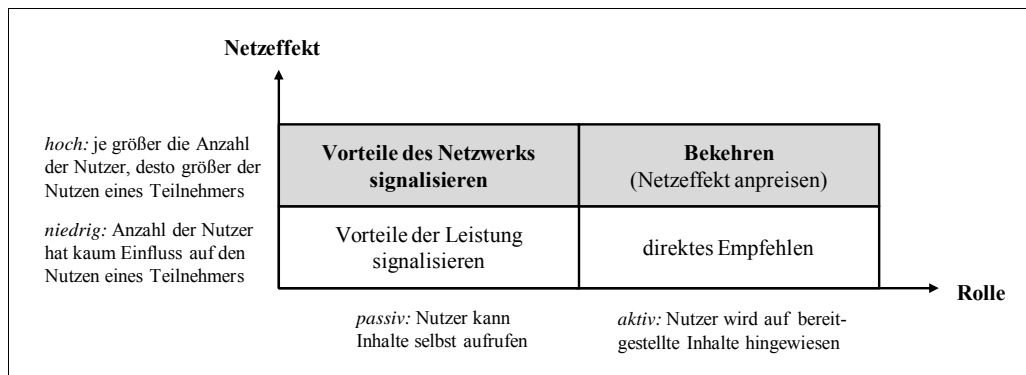 Netzeffekt
hoch: je größer die Anzahl
der Nutzer, desto größer der
Nutzen eines Teilnehmers
Vorteile des Netzwerks
signalisieren
Bekehren
(Netzeffekt anpreisen)
niedrig: Anzahl der Nutzer
hat kaum Einfluss auf den
Nutzen eines Teilnehmers
Vorteile der Leistung
signalisieren
direktes Empfehlen
Rolle
passiv: Nutzer kann
Inhalte selbst aufrufen
aktiv: Nutzer wird auf bereit-
gestellte Inhalte hingewiesen